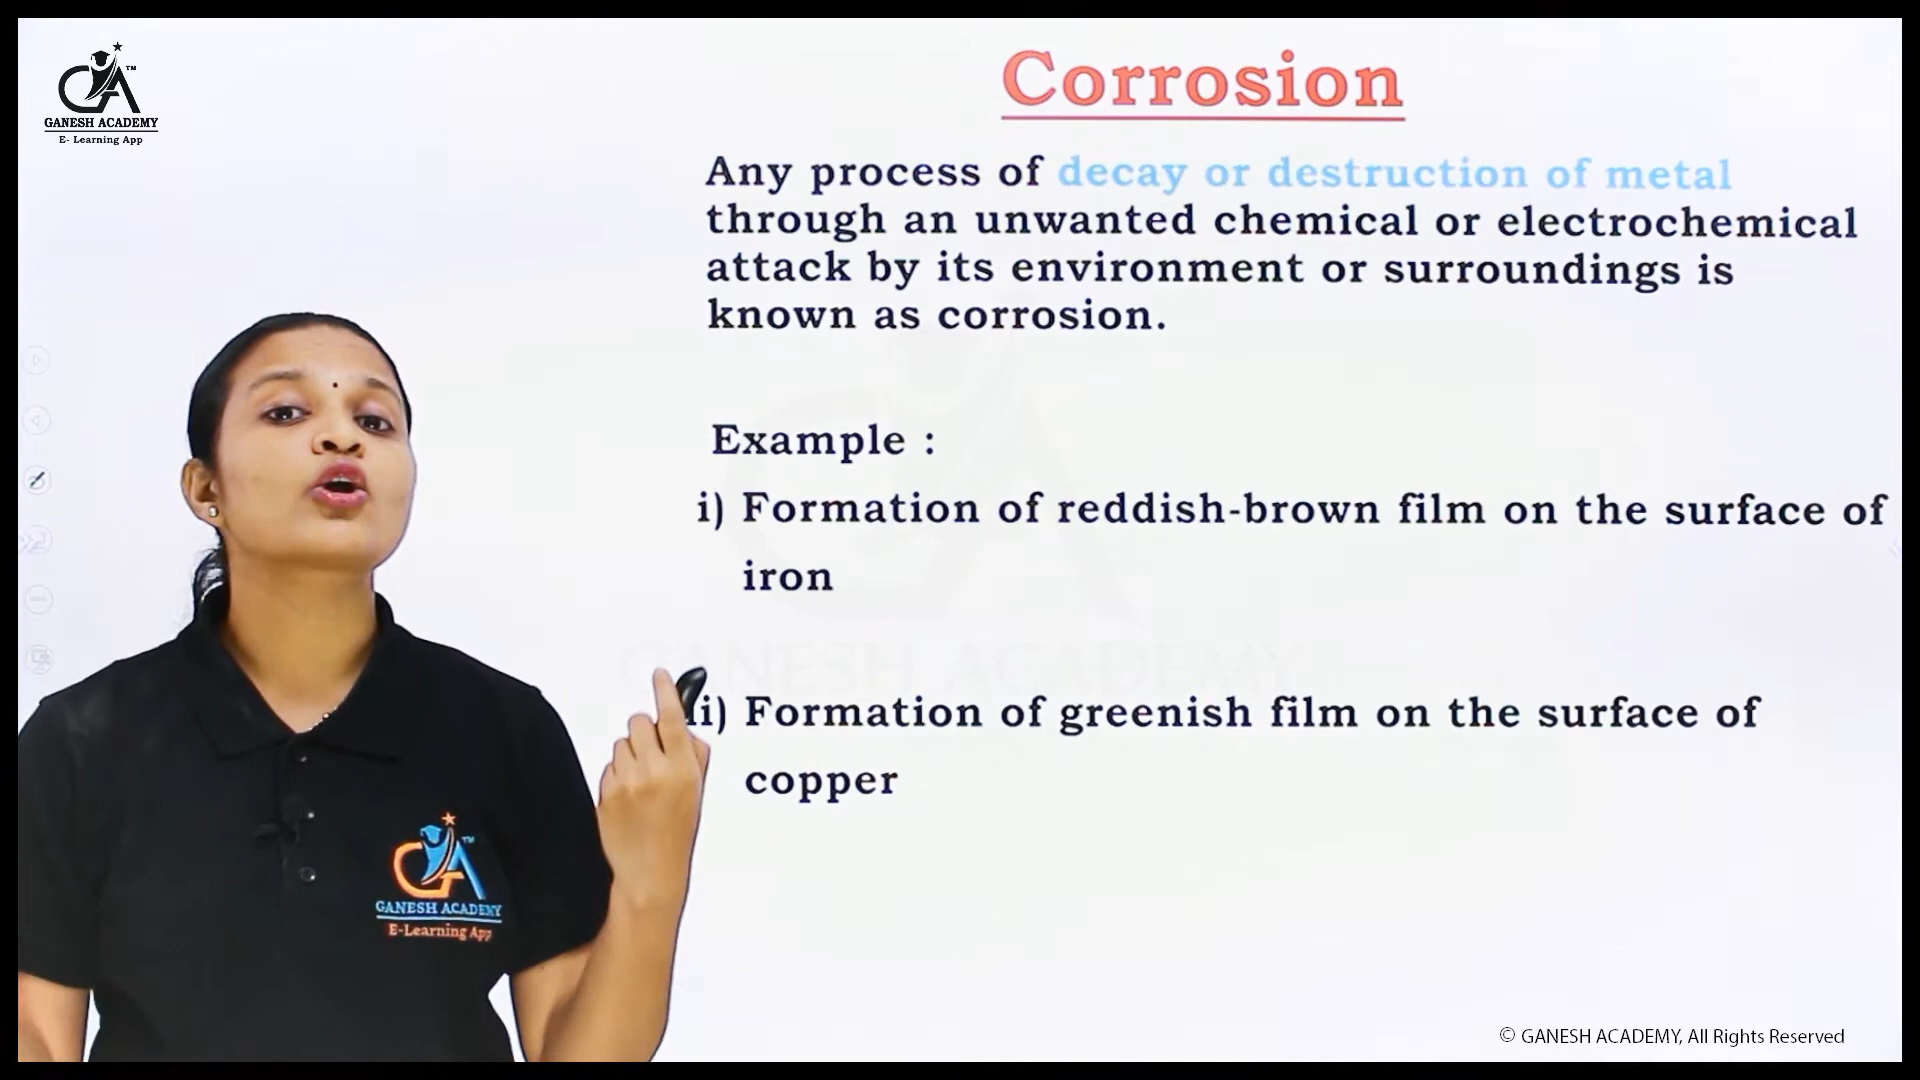 GANESH ACADEMY
E- Learning App
Corrosion
Any process of decay or destruction of metal
through an unwanted chemical or electrochemical
attack by its environment or surroundings is
known as corrosion.
Example :
i) Formation of reddish-brown film on the surface of
iron
GANESH ACADEMY
ii) Formation of greenish film on the surface of
copper
GANESH ACADEMY
E-Learning App
© GANESH ACADEMY, All Rights Reserved